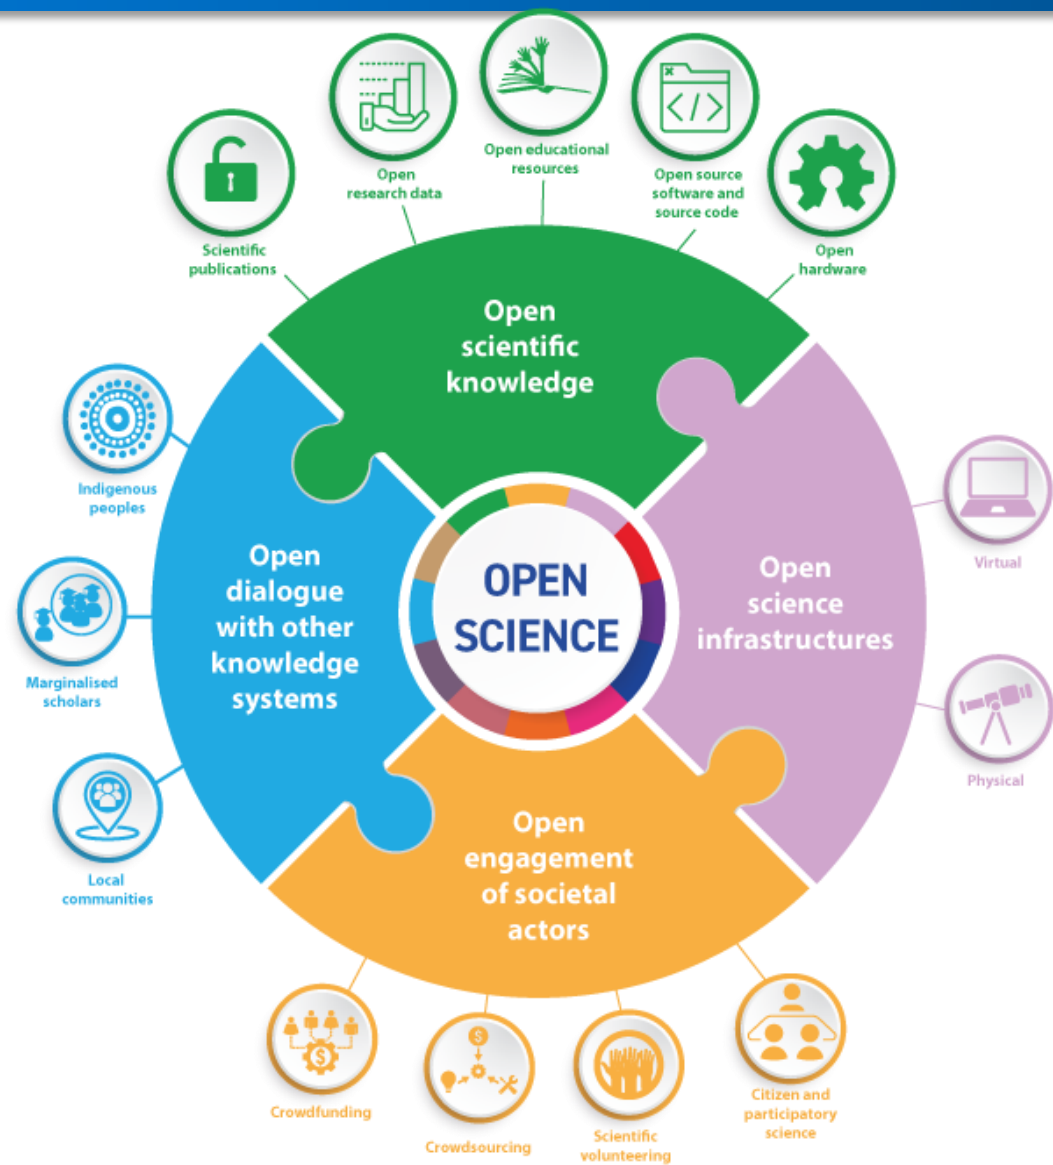 Open educational
resources
Open
research data
Open source
software and
source code
Scientific
publications
Open
hardware
Open
scientific
knowledge
Indigenous
peoples
Marginalised
scholars
Local
communities
Open
dialogue
with other
knowledge
systems
OPEN
SCIENCE
Open
science
infrastructures
Virtual
Physical
Open
engagement
of societal
actors
Crowdfunding
Crowdsourcing
Scientific
volunteering
Citizen and
participatory
science